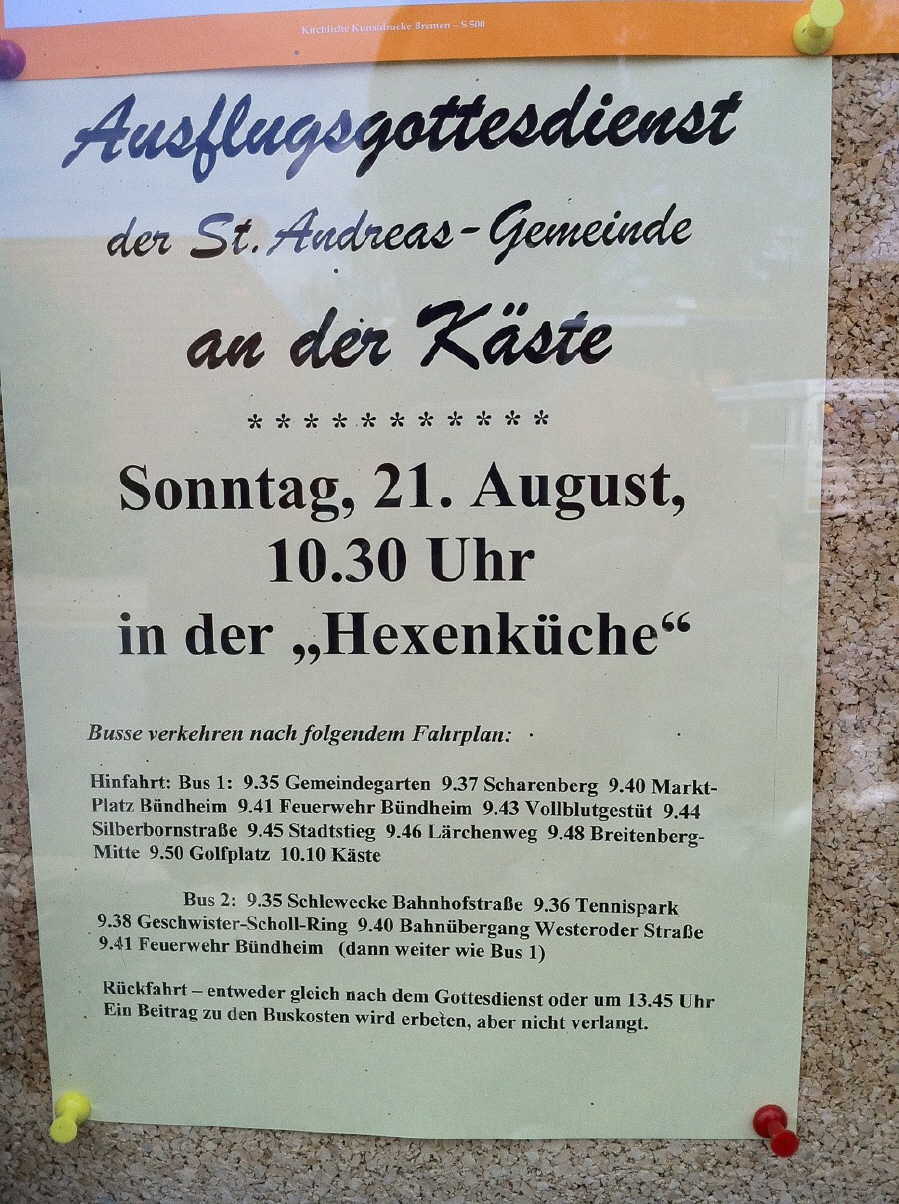 Kirchliche Kunstdrucke Bremen – S 500
Ausflugsgottesdienst
der St. Andreas-Gemeinde
an der Käste
* * * * * * * * * * *
Sonntag, 21. August,
10.30 Uhr
in der „Hexenküche“
Busse verkehren nach folgendem Fahrplan:
Hinfahrt: Bus 1: 9.35 Gemeindegarten 9.37 Scharenberg 9.40 Markt-
Platz Bündheim 9.41 Feuerwehr Bündheim 9.43 Vollblutgestüt 9.44
Silberbornstraße 9.45 Stadtstieg 9.46 Lärchenweg 9.48 Breitenberg-
Mitte 9.50 Golfplatz 10.10 Käste
Bus 2: 9.35 Schlewecke Bahnhofstraße 9.36 Tennispark
9.38 Geschwister-Scholl-Ring 9.40 Bahnübergang Westeroder Straße
9.41 Feuerwehr Bündheim (dann weiter wie Bus 1)
Rückfahrt – entweder gleich nach dem Gottesdienst oder um 13.45 Uhr
Ein Beitrag zu den Buskosten wird erbeten, aber nicht verlangt.